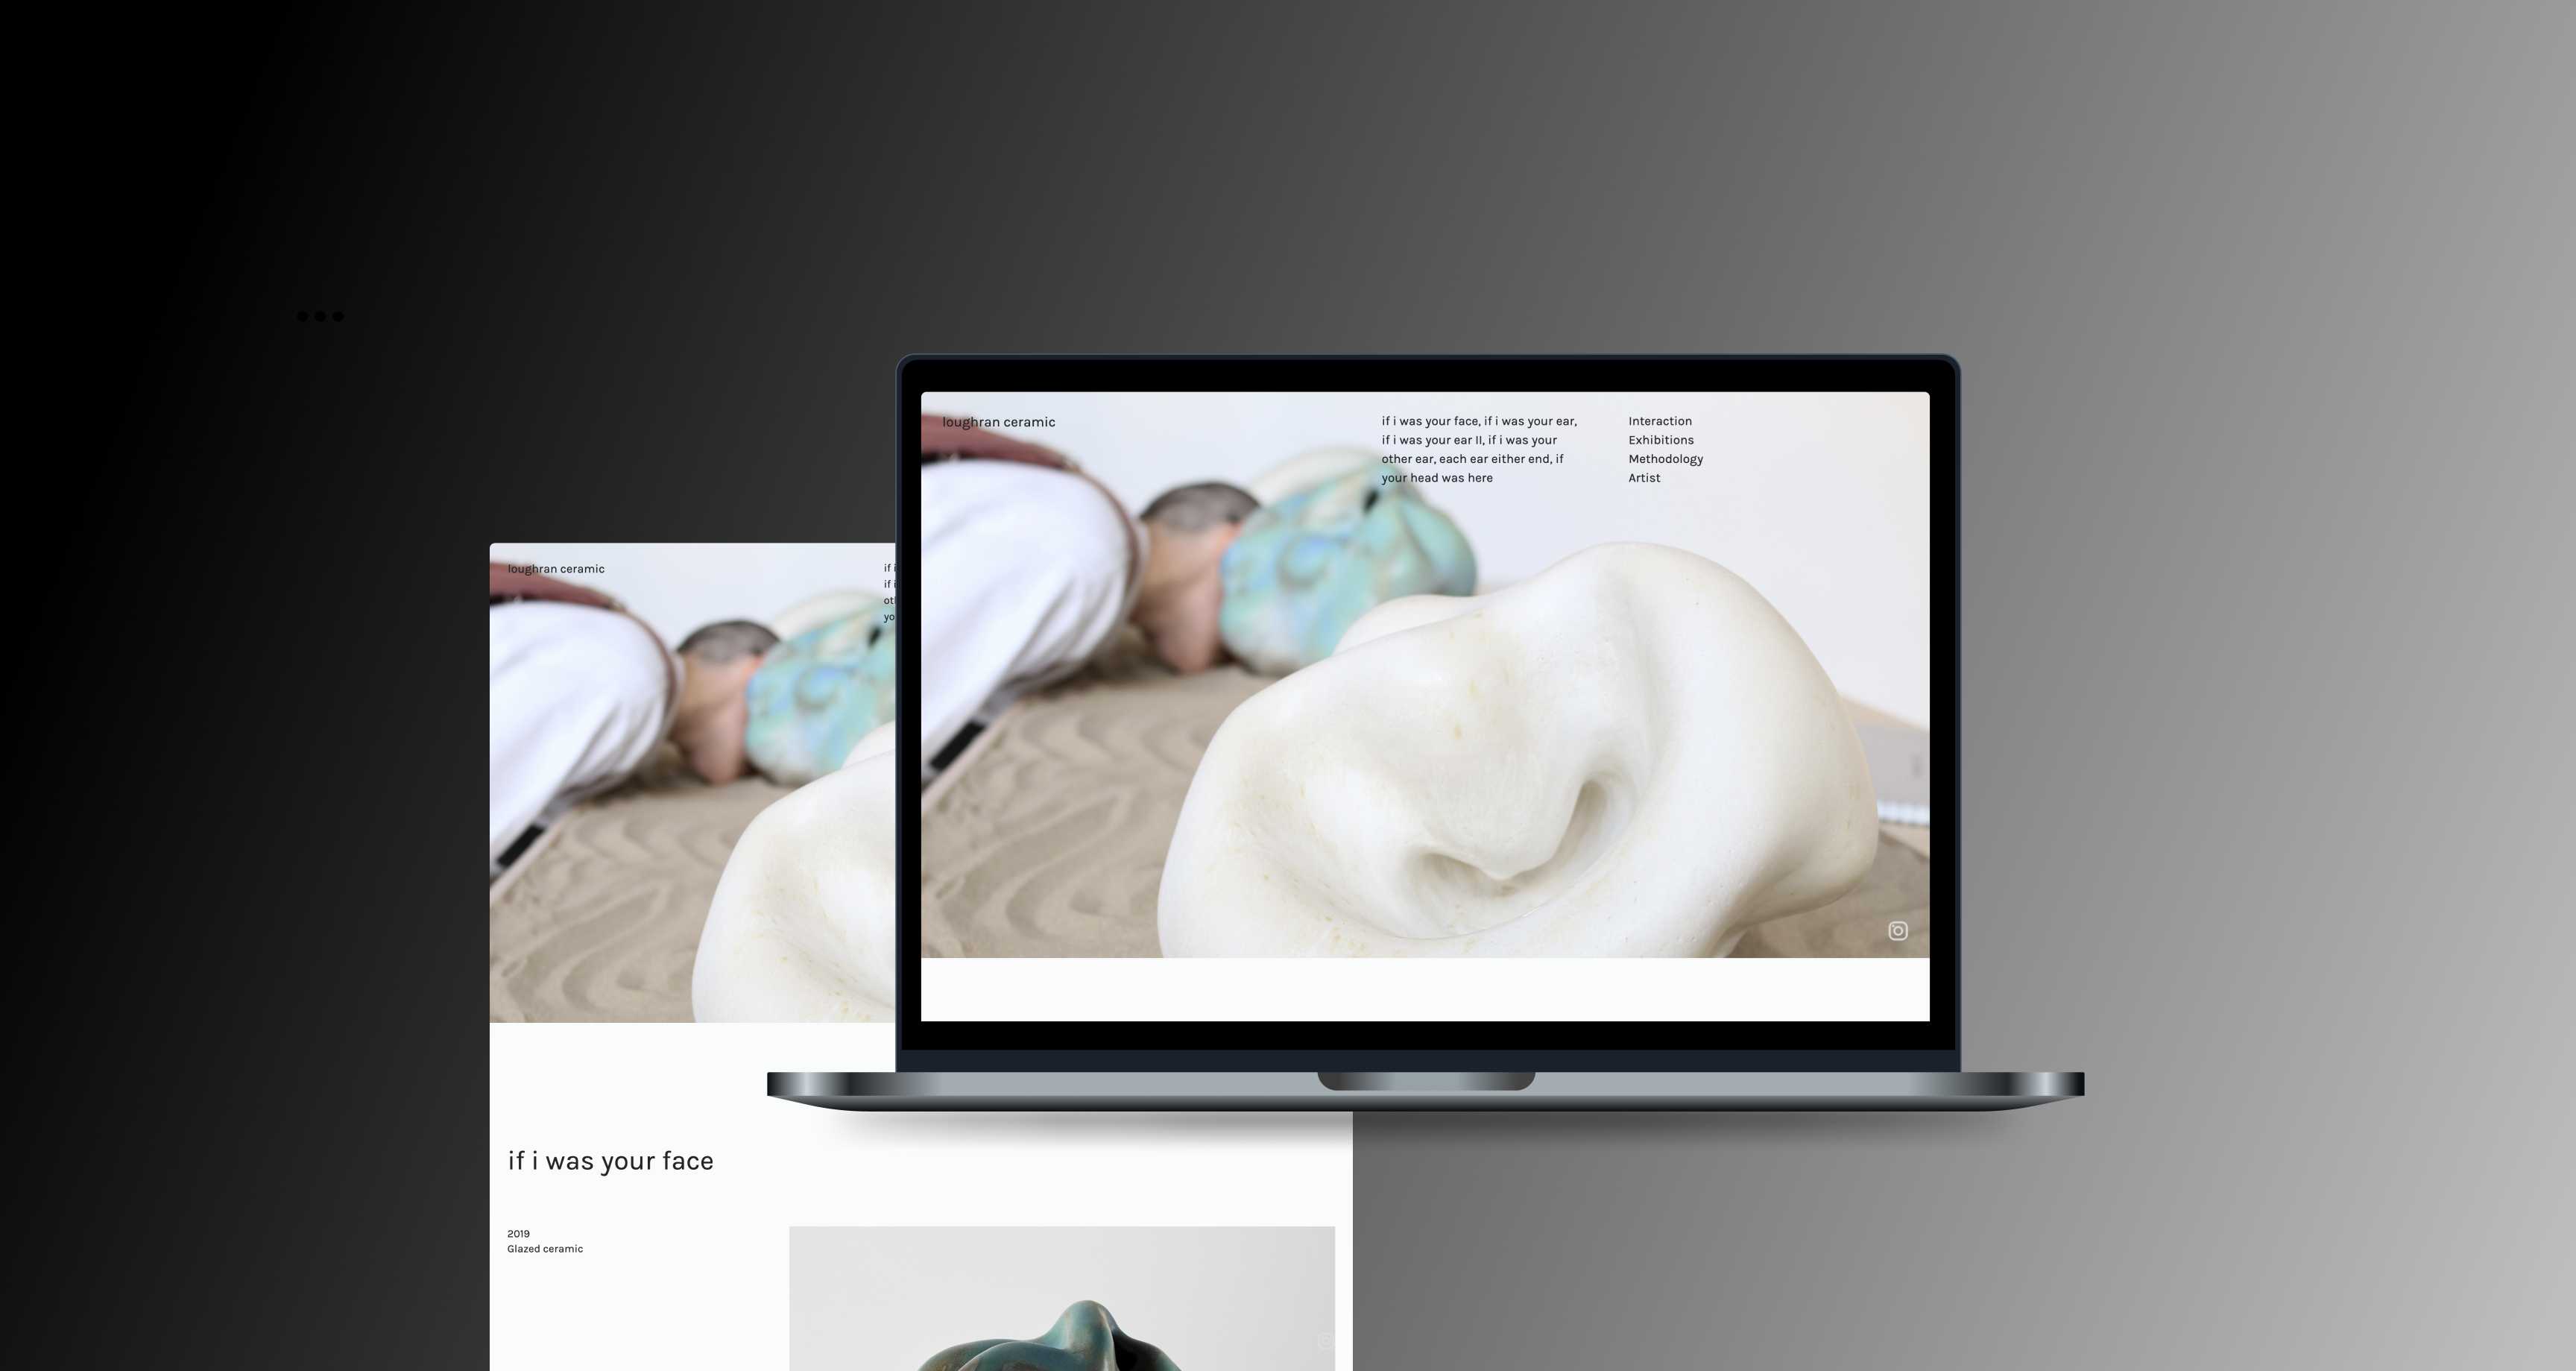 loughran ceramic
if i was your face, if i was your ear,
if i was your ear II, if i was your
other ear, each ear either end, if
your head was here
Interaction
Exhibitions
Methodology
Artist
loughran ceramic
if i
if i
otl
yo
if i was your face
2019
Glazed ceramic